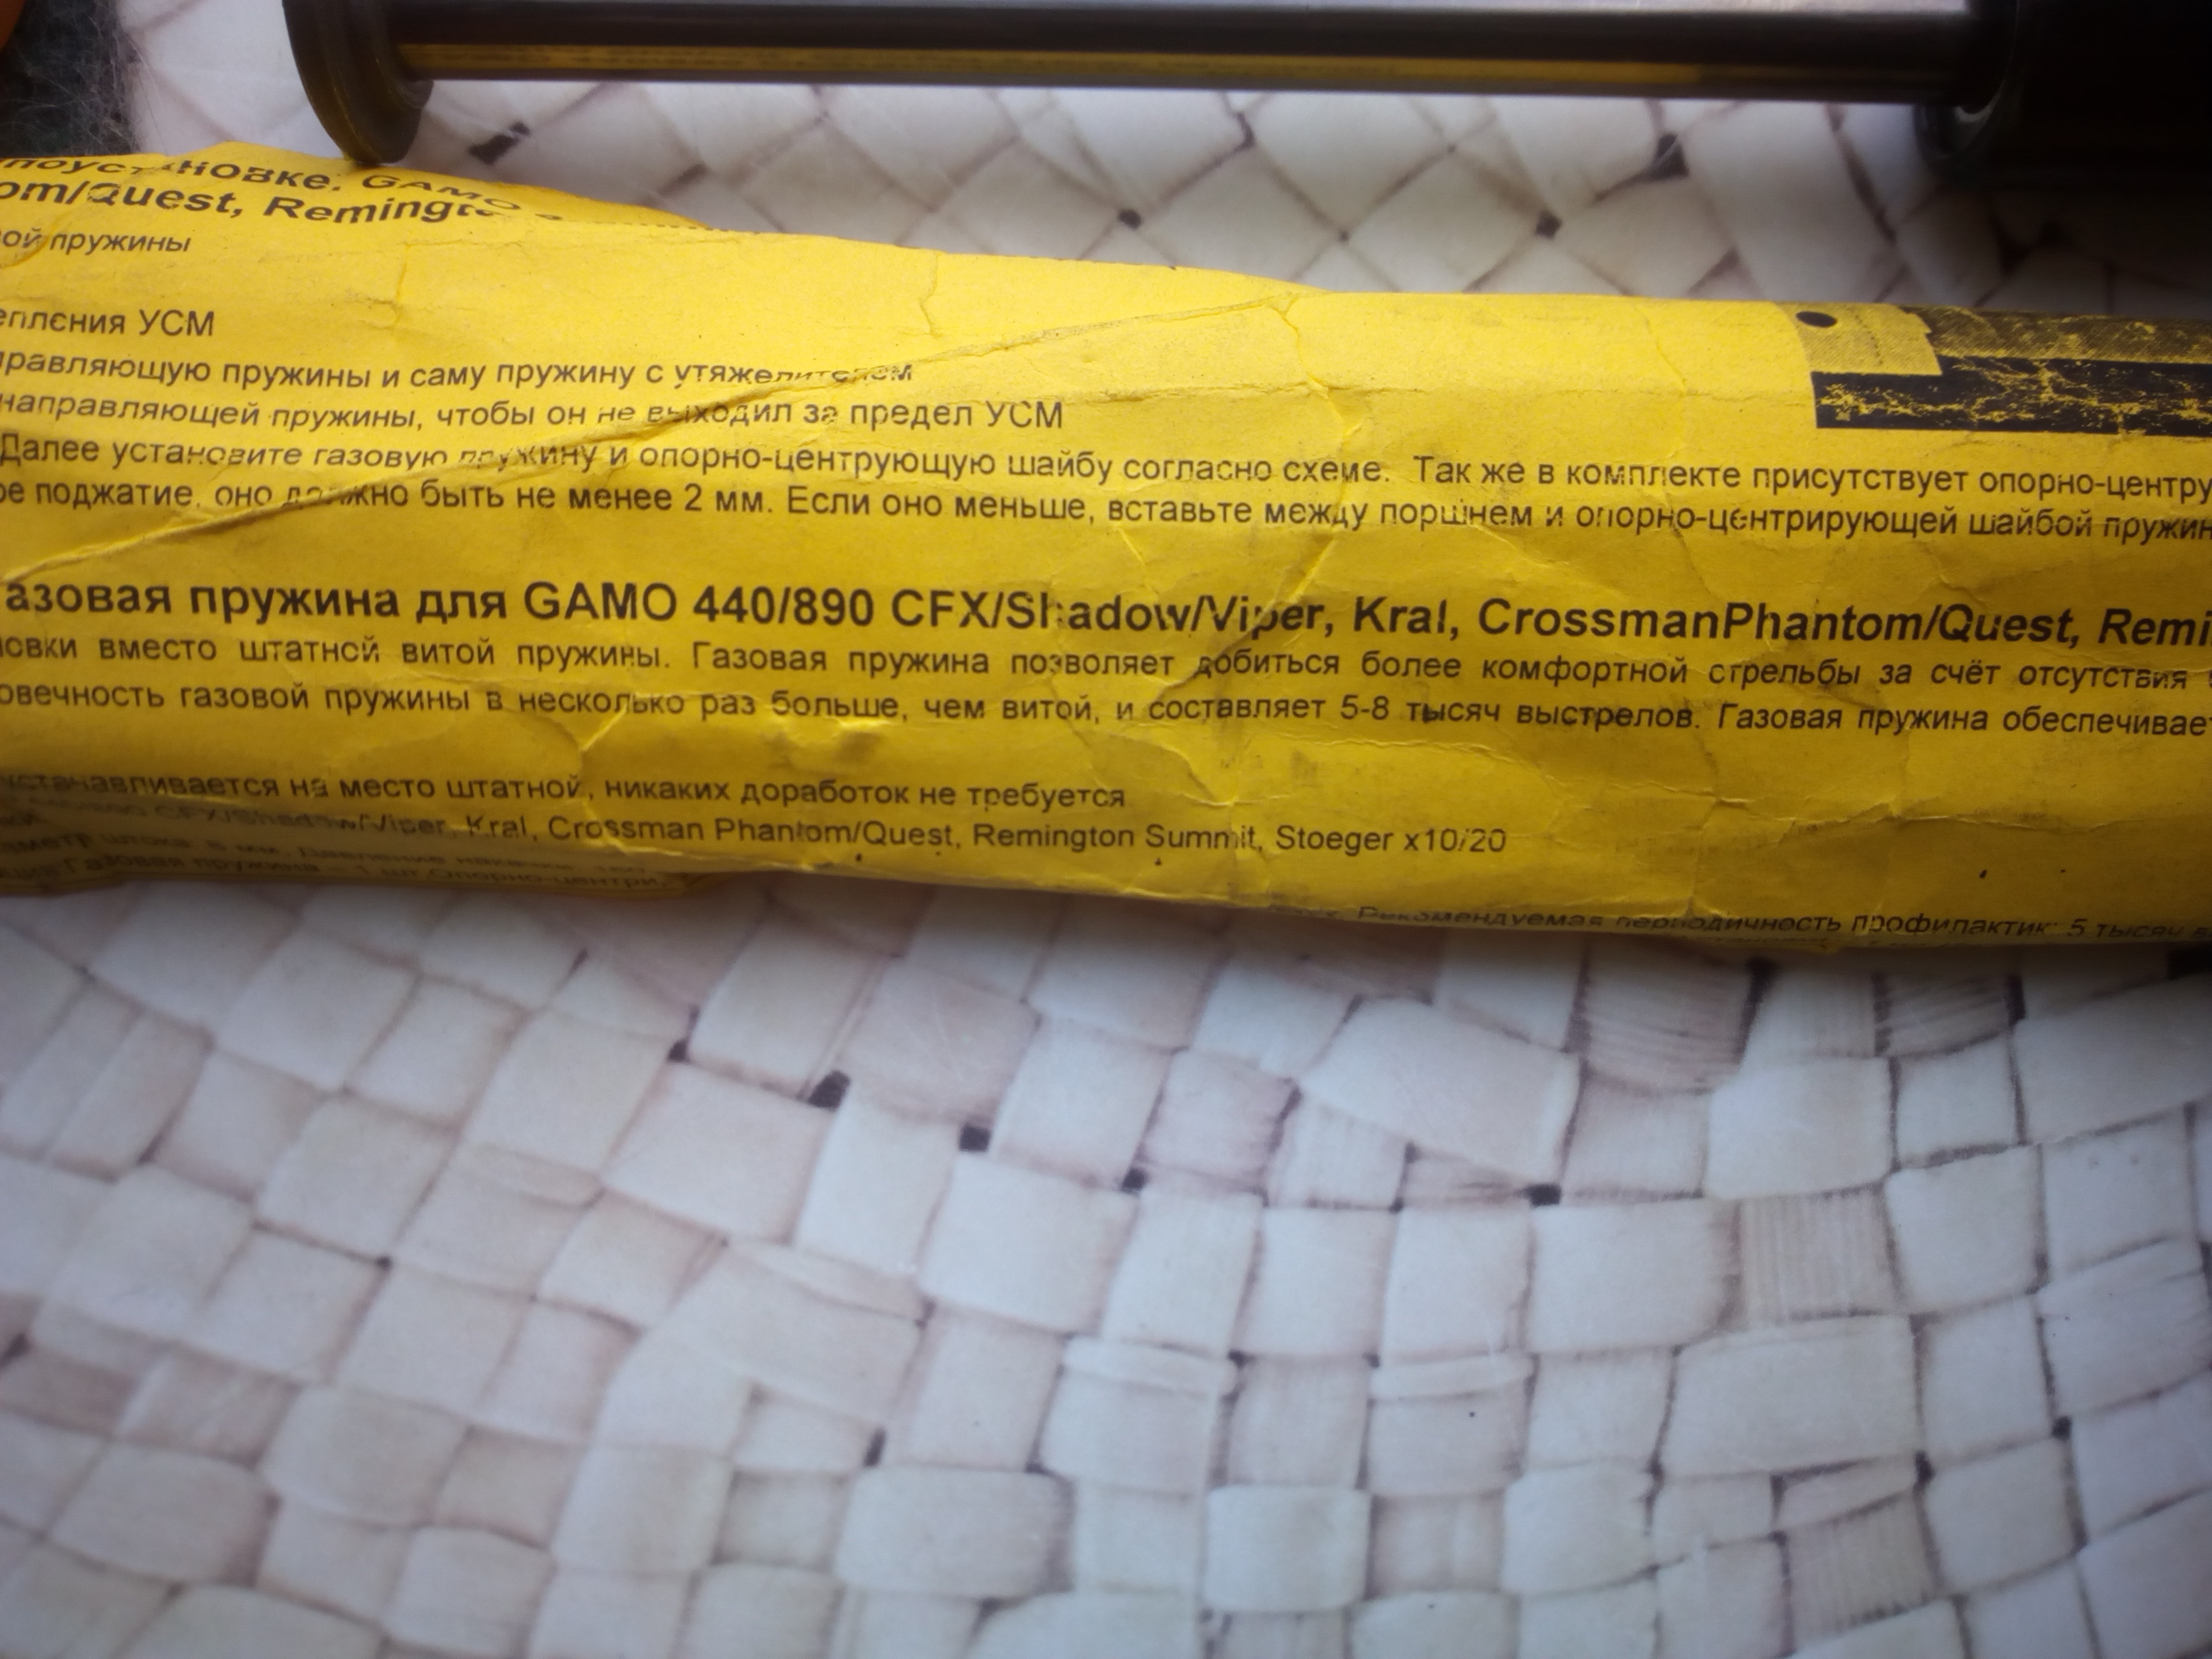 новке. GAMO
om/Quest, Remingto
ой пружины
епления УСМ
правляющую пружины и саму пружину с утяжелителем
направляющей пружины, чтобы он не выходил за предел УСМ
Далее установите газовую пружину и опорно-центрующую шайбу согласно схеме. Так же в комплекте присутствует опорно-центру
ое поджатие, оно должно быть не менее 2 мм. Если оно меньше, вставьте между поршнем и опорно-центрирующей шайбой пружин
азовая пружина для GAMO 440/890 CFX/Shadow/Viper, Kral, CrossmanPhantom/Quest, Remi
новки вместо штатной витой пружины. Газовая пружина позволяет добиться более комфортной стрельбы за счёт отсутствия
овечность газовой пружины в несколько раз больше, чем витой, и составляет 5-8 тысяч выстрелов. Газовая пружина обеспечивает
устанавливается на место штатной, никаких доработок не требуется
CFX/Shadow/Viper, Kral, Crossman Phantom/Quest, Remington Summit, Stoeger x10/20
Рекомендуемая периодичность профилактик: 5 тысяч